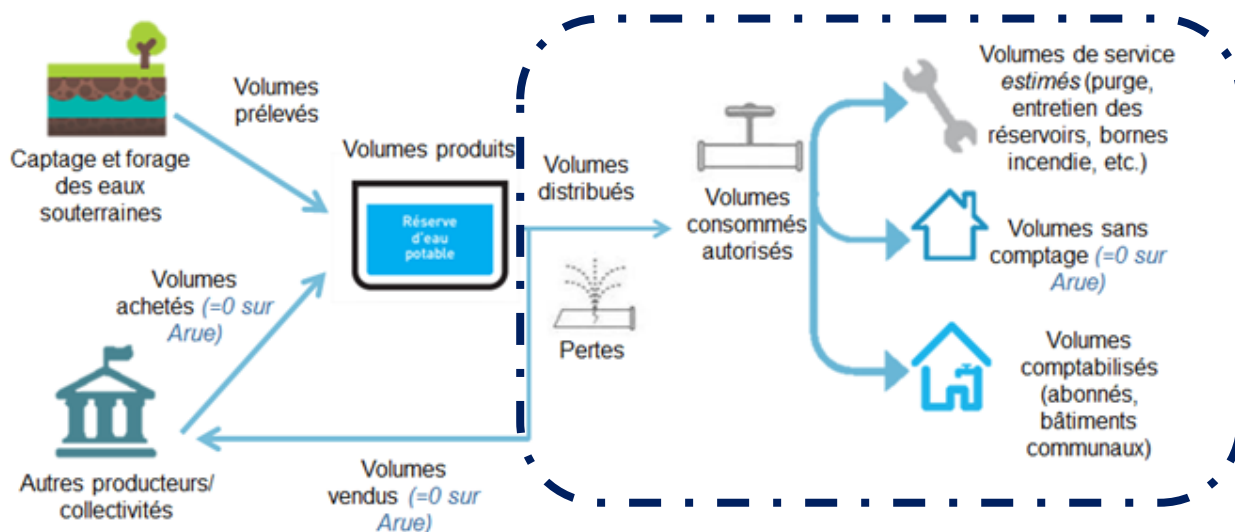 Volumes
prélevés
Captage et forage
des eaux
souterraines
Volumes produits
Réserve
d'eau
potable
Volumes
achetés (=0 sur
Arue)
Autres producteurs/
collectivités
Volumes
vendus (=0 sur
Arue)
Volumes
distribués
Pertes
Volumes
consommés
autorisés
Volumes de service
estimés (purge,
entretien des
réservoirs, bornes
incendie, etc.)
Volumes sans
comptage (=0 sur
Arue)
Volumes
comptabilisés
(abonnés,
bâtiments
communaux)